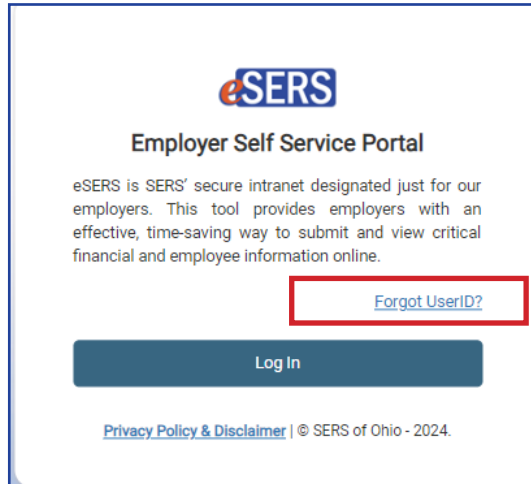 eSERS
Employer Self Service Portal
eSERS is SERS’ secure intranet designated just for our
employers. This tool provides employers with an
effective, time-saving way to submit and view critical
financial and employee information online.
Forgot UserID?
Log In
Privacy Policy & Disclaimer | © SERS of Ohio - 2024.